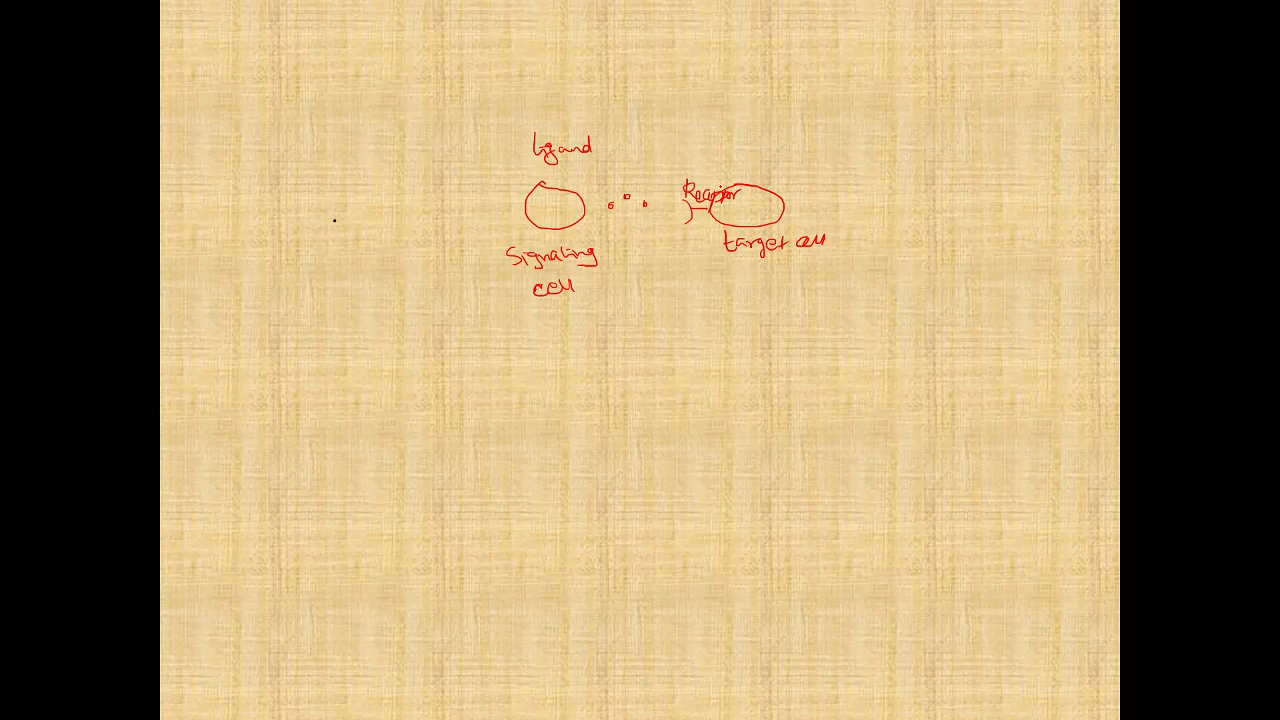 Ligand
Receptor
Signaling
cell
target cell